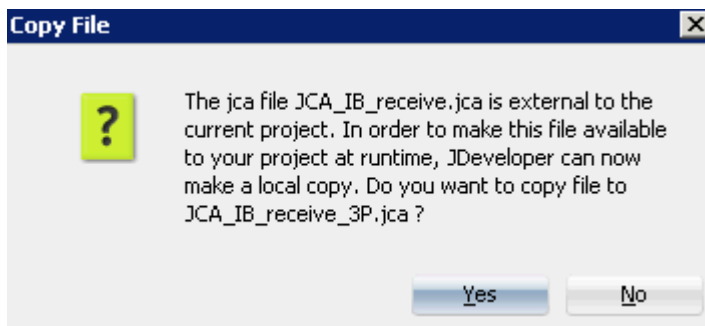 Copy File
The jca file JCA_IB_receive.jca is external to the
current project. In order to make this file available
to your project at runtime, JDeveloper can now
make a local copy. Do you want to copy file to
JCA_IB_receive_3P.jca ?
Yes
No